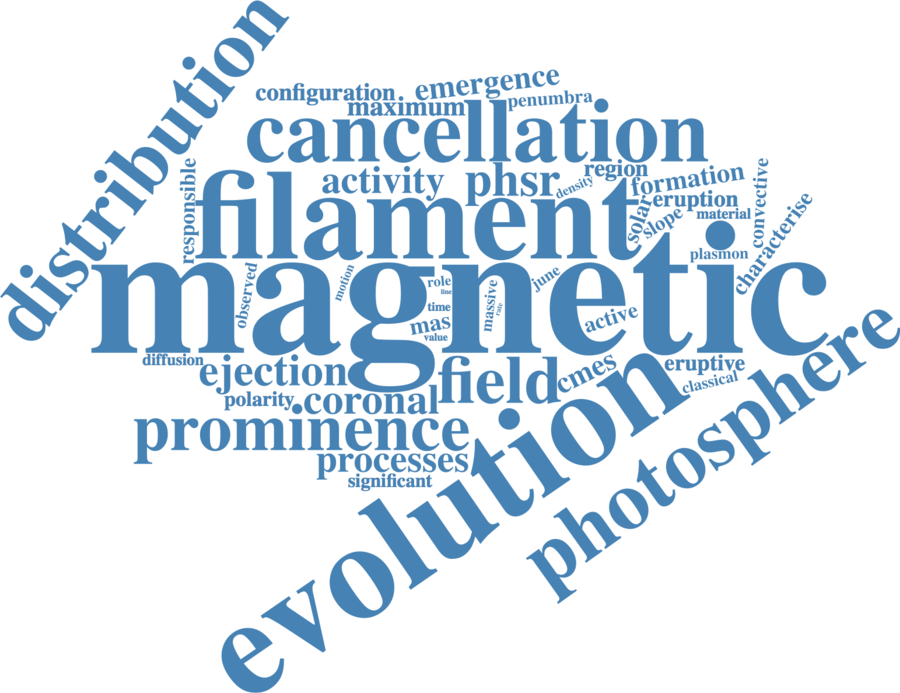 distribution
configuration
emergence
maximum
penumbra
cancellation
responsible
activity
phsr
density
region
formation
filament
solar
slope
eruption
material
convective
characterise
plasmon
magnetic
observed
motion
role
line
time
mas
value
massive
rate
june
active
diffusion
ejection
field
cmes
eruptive
classical
polarity
coronal
prominence
processes
significant
evolution
photosphere